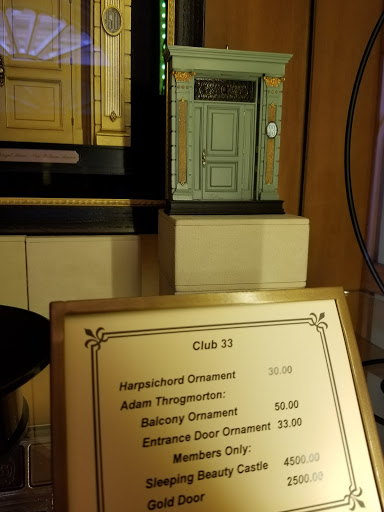 33
Club 33
Harpsichord Ornament 30.00
Adam Throgmorton:
Balcony Ornament 50.00
Entrance Door Ornament 33.00
Members Only:
Sleeping Beauty Castle 4500.00
Gold Door 2500.00